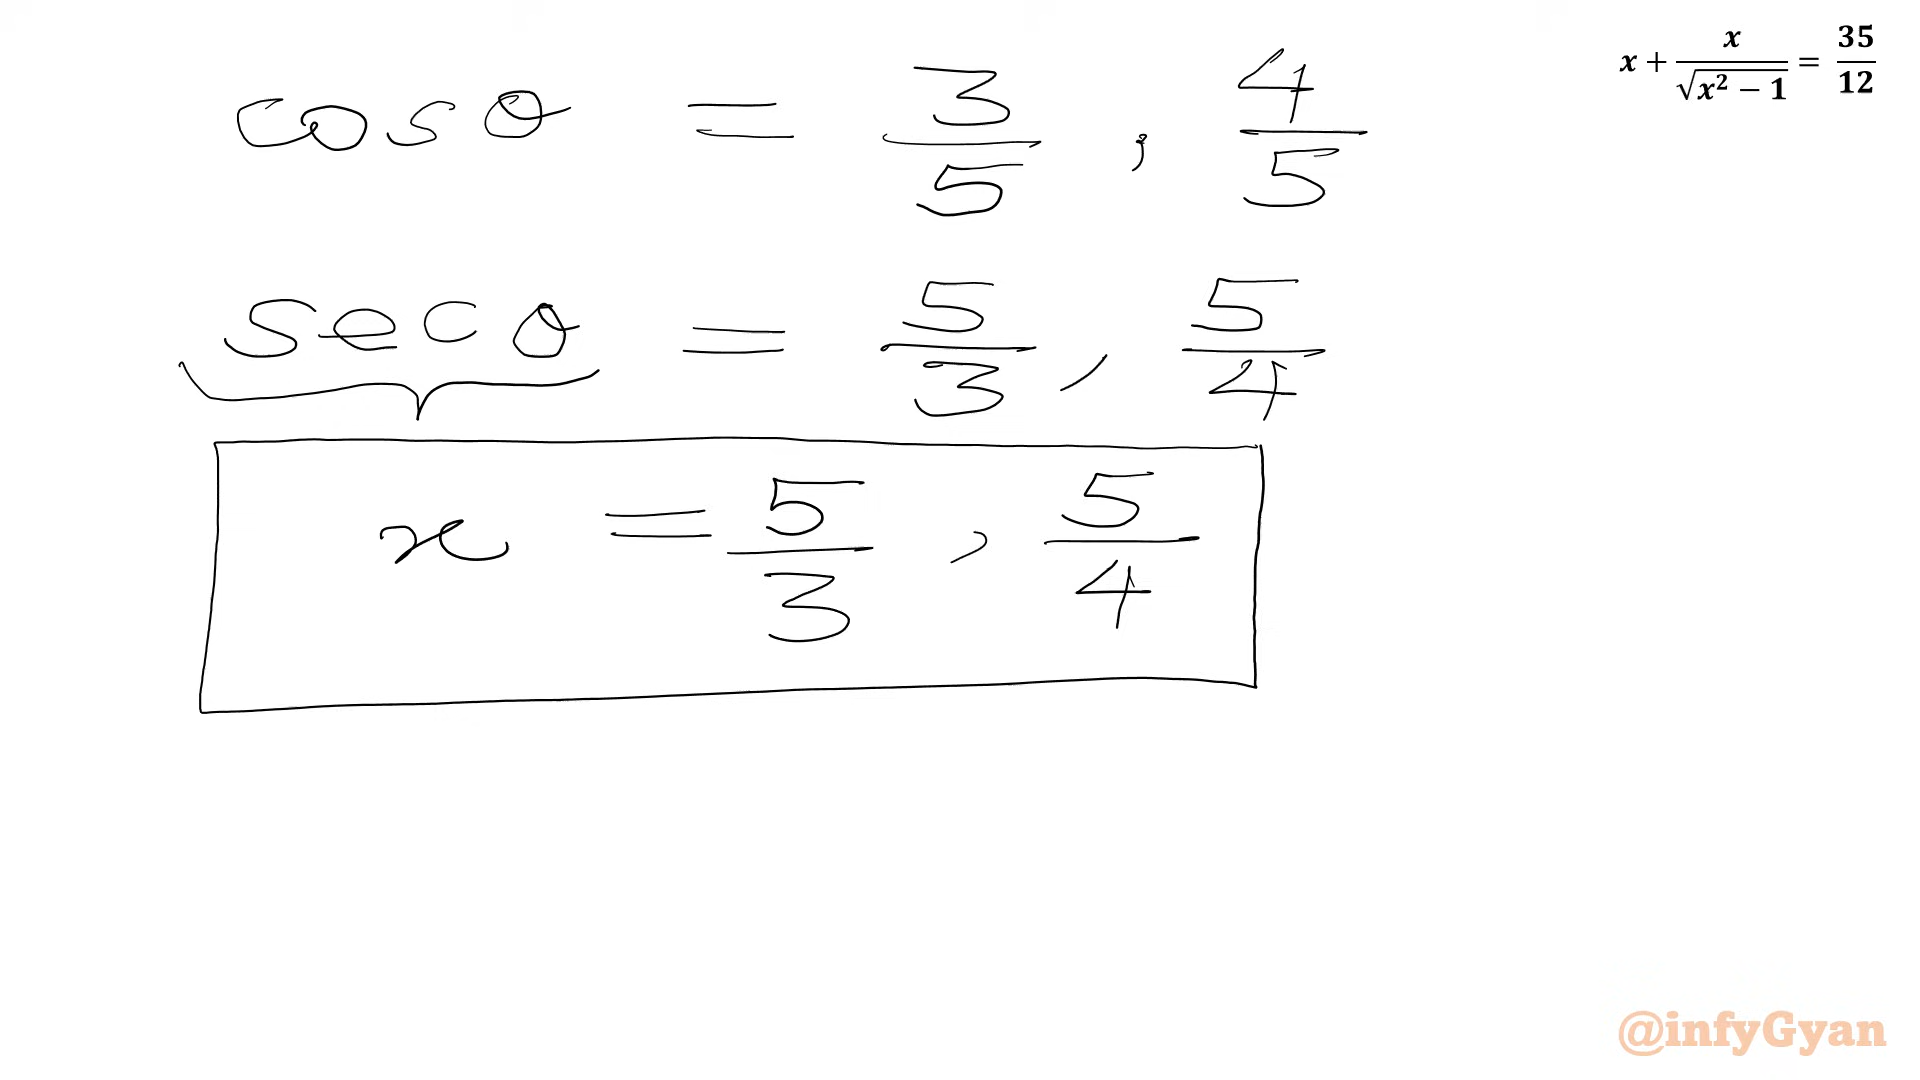 x + x/√(x² − 1) = 35/12
cosθ = 3/5 , 4/5
secθ = 5/3 , 5/4
x = 5/3 , 5/4
@infyGyan